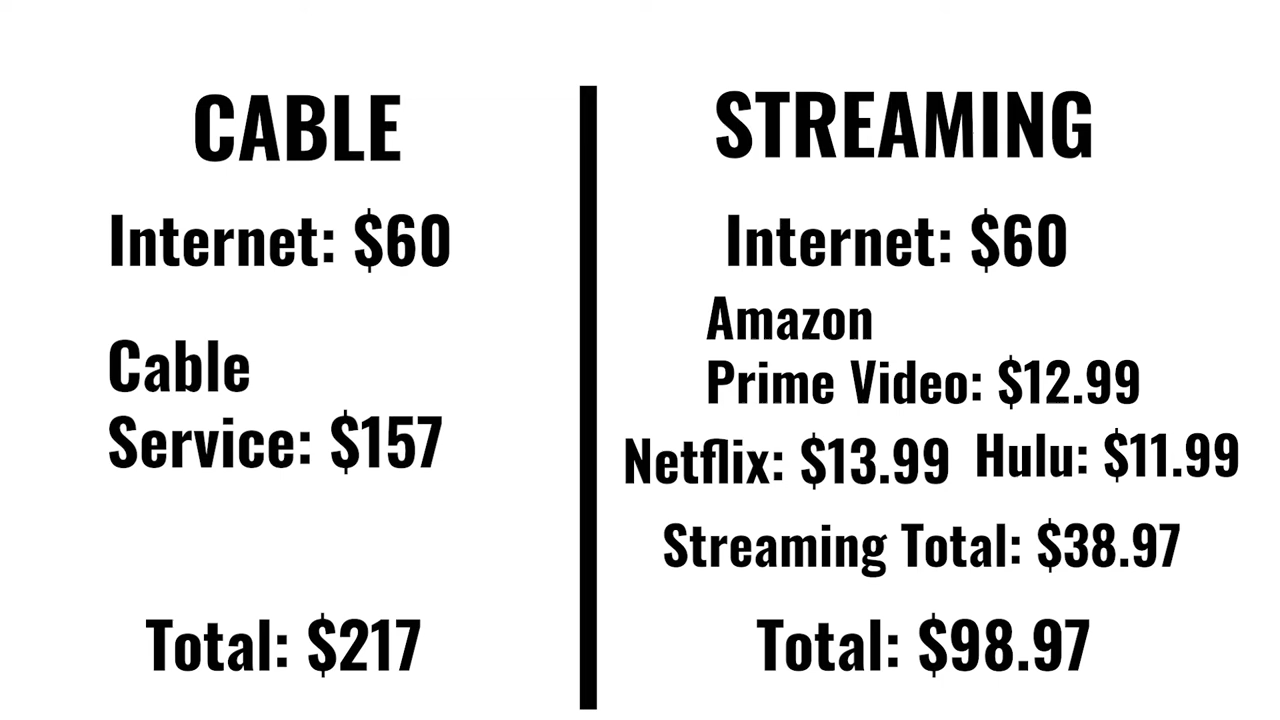 CABLE
Internet: $60
Cable
Service: $157
Total: $217
STREAMING
Internet: $60
Amazon
Prime Video: $12.99
Netflix: $13.99
Hulu: $11.99
Streaming Total: $38.97
Total: $98.97